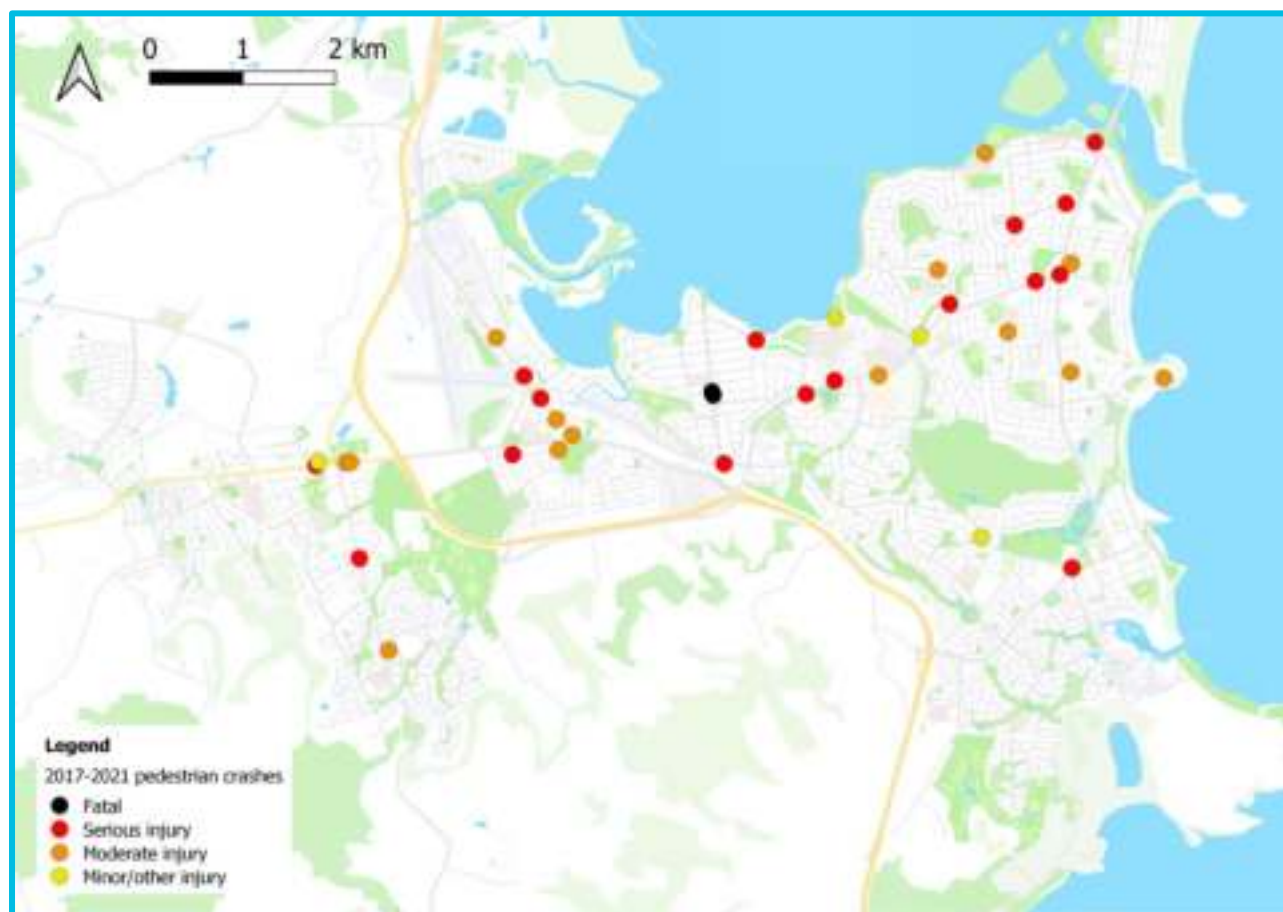 0 1 2 km
Legend
2017-2021 pedestrian crashes
Fatal
Serious injury
Moderate injury
Minor/other injury